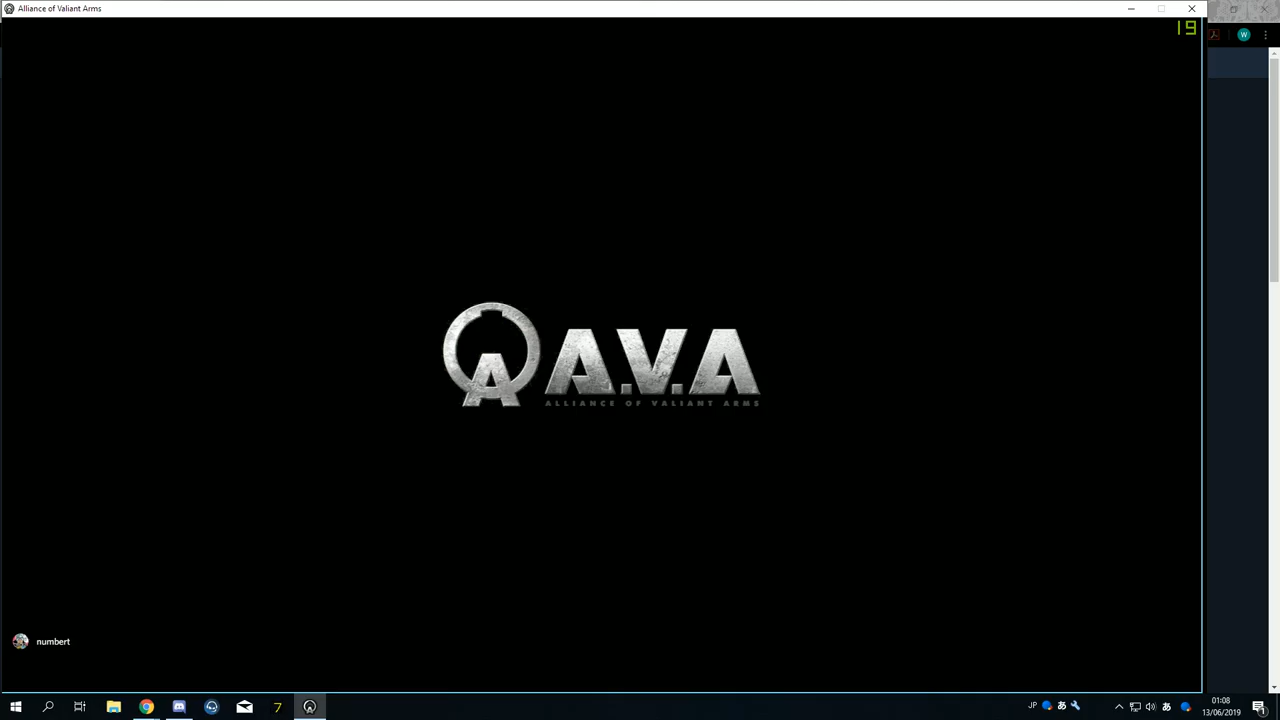 Alliance of Valiant Arms
19
W
A.V.A
ALLIANCE OF VALIANT ARMS
numbert
7
JP あ あ
01:08
13/06/2019
1